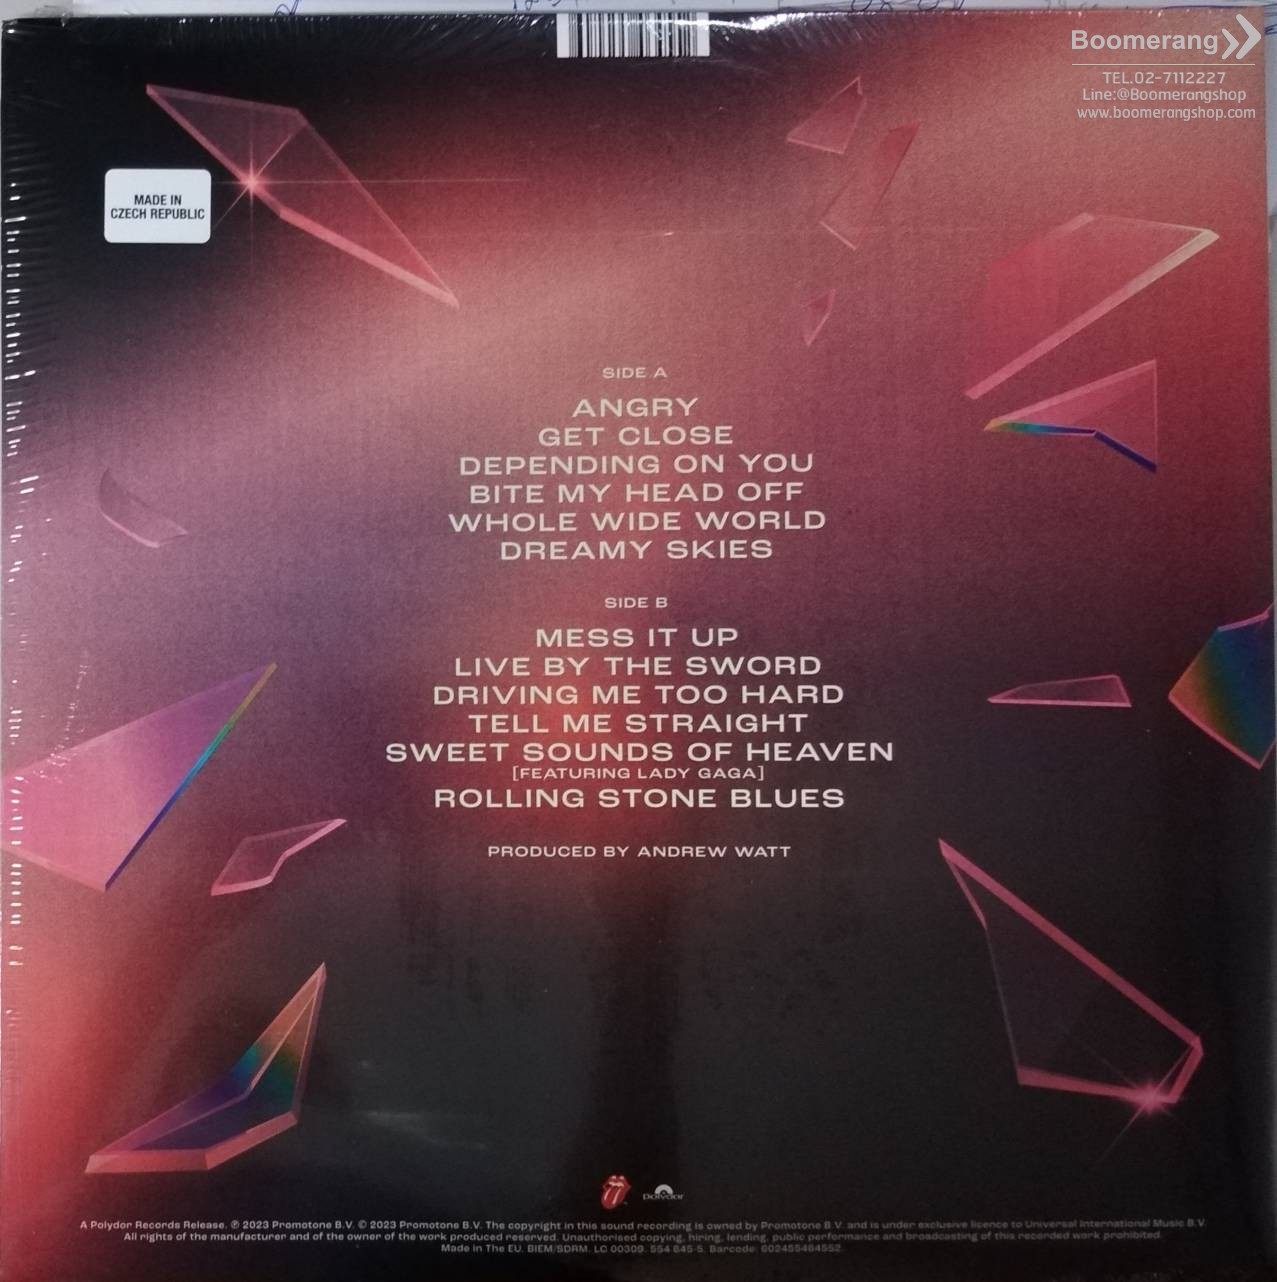 Boomerang
TEL.02-7112227
Line:@Boomerangshop
www.boomerangshop.com
MADE IN
CZECH REPUBLIC
SIDE A
ANGRY
GET CLOSE
DEPENDING ON YOU
BITE MY HEAD OFF
WHOLE WIDE WORLD
DREAMY SKIES
SIDE B
MESS IT UP
LIVE BY THE SWORD
DRIVING ME TOO HARD
TELL ME STRAIGHT
SWEET SOUNDS OF HEAVEN
[FEATURING LADY GAGA]
ROLLING STONE BLUES
PRODUCED BY ANDREW WATT
Polydor
A Polydor Records Release. ℗ 2023 Promotone B.V. © 2023 Promotone B.V. The copyright in this sound recording is owned by Promotone B.V. and is under exclusive licence to Universal International Music B.V.
All rights of the manufacturer and of the owner of the work produced reserved. Unauthorised copying, hiring, lending, public performance and broadcasting of this recorded work prohibited.
Made in The EU. BIEM/SDRM. LC 00309. 554 645-5. Barcode: 602455464552.